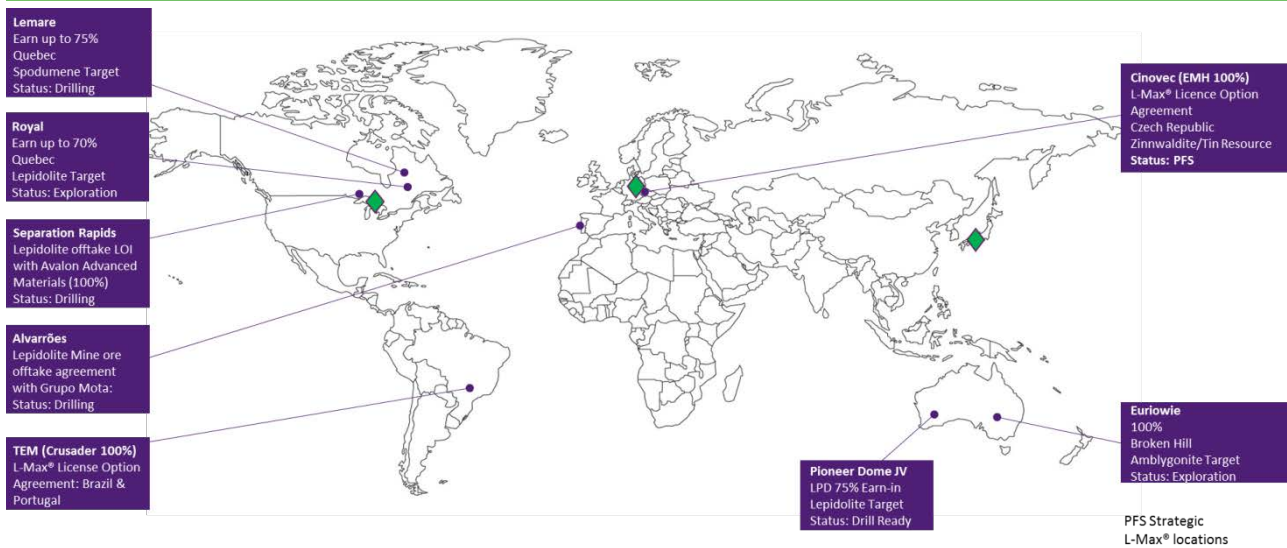 Lemare
Earn up to 75%
Quebec
Spodumene Target
Status: Drilling
Royal
Earn up to 70%
Quebec
Lepidolite Target
Status: Exploration
Separation Rapids
Lepidolite offtake LOI
with Avalon Advanced
Materials (100%)
Status: Drilling
Alvarrões
Lepidolite Mine ore
offtake agreement
with Grupo Mota:
Status: Drilling
TEM (Crusader 100%)
L-Max® License Option
Agreement: Brazil &
Portugal
Cinovec (EMH 100%)
L-Max® Licence Option
Agreement
Czech Republic
Zinnwaldite/Tin Resource
Status: PFS
Pioneer Dome JV
LPD 75% Earn-in
Lepidolite Target
Status: Drill Ready
Euriowie
100%
Broken Hill
Amblygonite Target
Status: Exploration
PFS Strategic
L-Max® locations